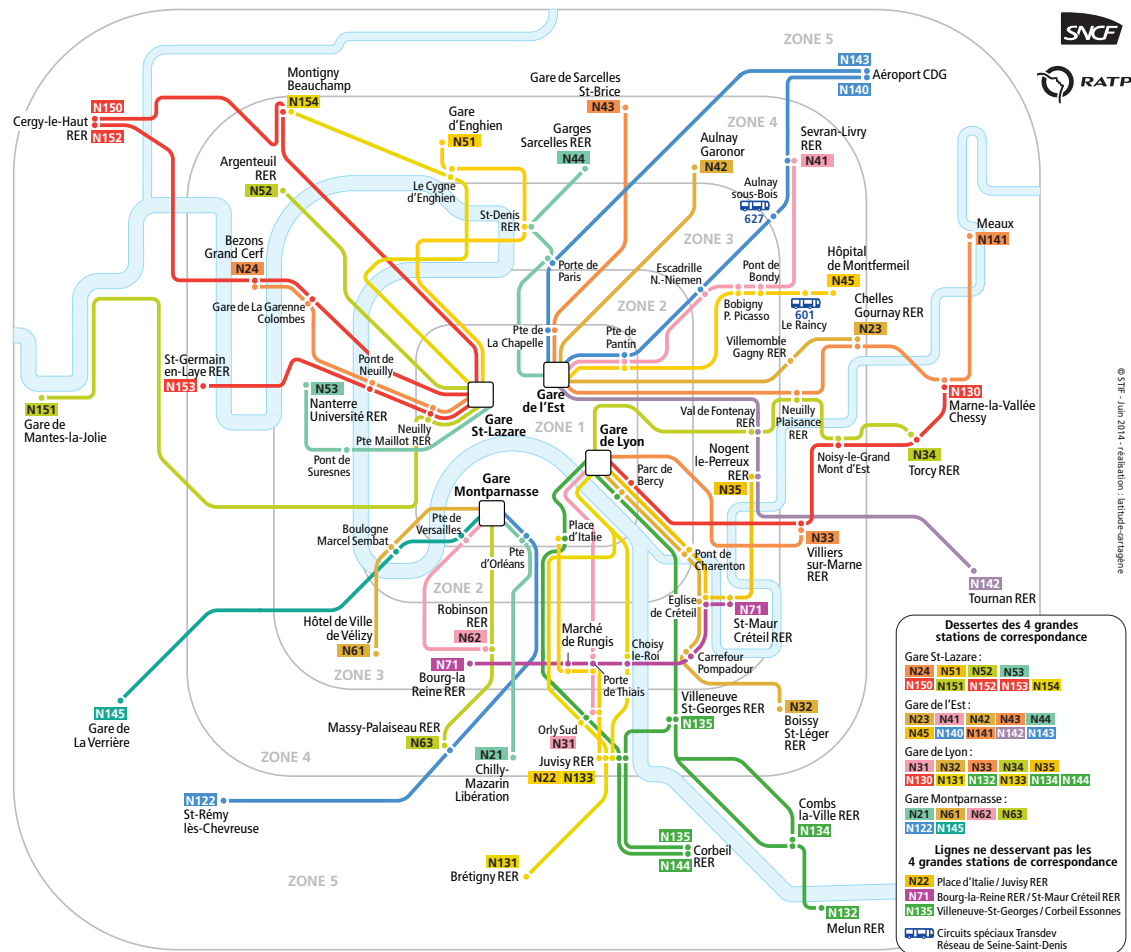 ZONE 5
SNCF
RATP
N143
Aéroport CDG
N140
Montigny
Beauchamp
N154
Gare de Sarcelles
St-Brice
N43
N150
Cergy-le-Haut
RER
N152
Gare
d'Enghien
N51
ZONE 4
Garges
Sarcelles RER
N44
Aulnay
Garonor
N42
Sevran-Livry
RER
N41
Argenteuil
RER
N52
Le Cygne
d'Enghien
Aulnay
sous-Bois
627
St-Denis
RER
Meaux
N141
Bezons
Grand Cerf
N24
ZONE 3
Porte de
Paris
Escadrille
N.-Niemen
Pont de
Bondy
Hôpital
de Montfermeil
N45
Gare de La Garenne
Colombes
ZONE 2
Bobigny
P. Picasso
601
Le Raincy
Chelles
Gournay RER
N23
Pte de
La Chapelle
Pte de
Pantin
Villemomble
Gagny RER
St-Germain
en-Laye RER
N153
Pont de
Neuilly
N53
Nanterre
Université RER
N151
Gare de
Mantes-la-Jolie
Gare
de l'Est
N130
Marne-la-Vallée
Chessy
Neuilly
Pte Maillot RER
Gare
St-Lazare
ZONE 1
Gare
de Lyon
Val de Fontenay
RER
Neuilly
Plaisance
RER
Noisy-le-Grand
Mont d'Est
N34
Torcy RER
Pont de
Suresnes
Nogent
le-Perreux
RER
N35
Parc de
Bercy
Gare
Montparnasse
Boulogne
Marcel Sembat
Pte de
Versailles
Pte
d'Orléans
Place
d'Italie
N33
Villiers
sur-Marne
RER
Pont de
Charenton
N142
Tournan RER
ZONE 2
Eglise
de Créteil
N71
St-Maur
Créteil RER
Hôtel de Ville
de Vélizy
N61
Robinson
RER
N62
Marché
de Rungis
Choisy
le-Roi
N71
Bourg-la
Reine RER
Carrefour
Pompadour
ZONE 3
Porte
de Thiais
N145
Gare de
La Verrière
Villeneuve
St-Georges RER
N135
N32
Boissy
St-Léger
RER
Massy-Palaiseau RER
N63
Orly Sud
N31
ZONE 4
N21
Chilly-
Mazarin
Libération
Juvisy RER
N22 N133
N122
St-Rémy
lès-Chevreuse
Combs
la-Ville RER
N134
N135
Corbeil
RER
N144
N131
Brétigny RER
ZONE 5
N132
Melun RER
© STIF - Juin 2014 - réalisation : latitude-cartagène
Dessertes des 4 grandes
stations de correspondance
Gare St-Lazare :
N24 N51 N52 N53
N150 N151 N152 N153 N154
Gare de l'Est :
N23 N41 N42 N43 N44
N45 N140 N141 N142 N143
Gare de Lyon :
N31 N32 N33 N34 N35
N130 N131 N132 N133 N134 N144
Gare Montparnasse :
N21 N61 N62 N63
N122 N145
Lignes ne desservant pas les
4 grandes stations de correspondance
N22 Place d'Italie / Juvisy RER
N71 Bourg-la-Reine RER / St-Maur Créteil RER
N135 Villeneuve-St-Georges / Corbeil Essonnes
Circuits spéciaux Transdev
Réseau de Seine-Saint-Denis